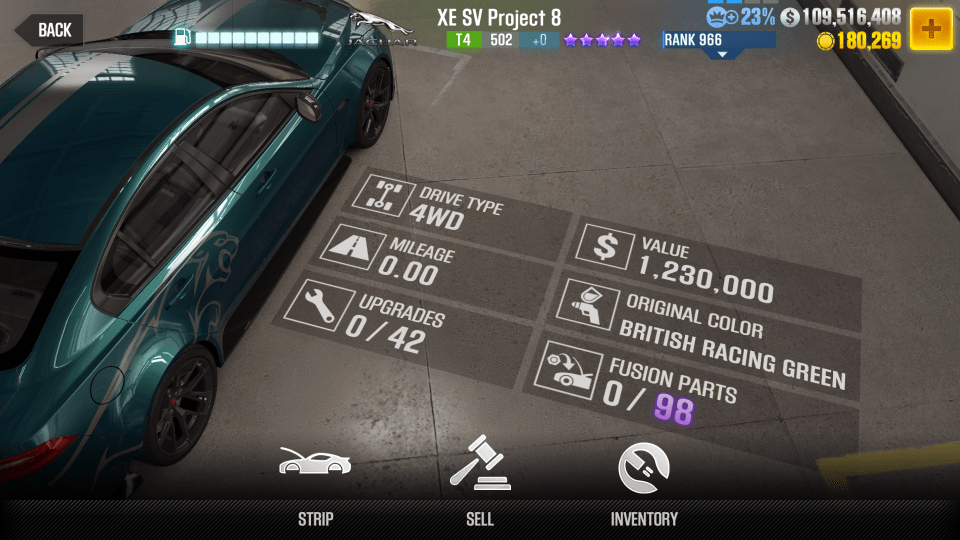 BACK
JAGUAR
XE SV Project 8
T4 502 +0
RANK 966
23%
$ 109,516,408
180,269
DRIVE TYPE
4WD
MILEAGE
0.00
UPGRADES
0 / 42
$ VALUE
1,230,000
ORIGINAL COLOR
BRITISH RACING GREEN
FUSION PARTS
0 / 98
STRIP
SELL
INVENTORY